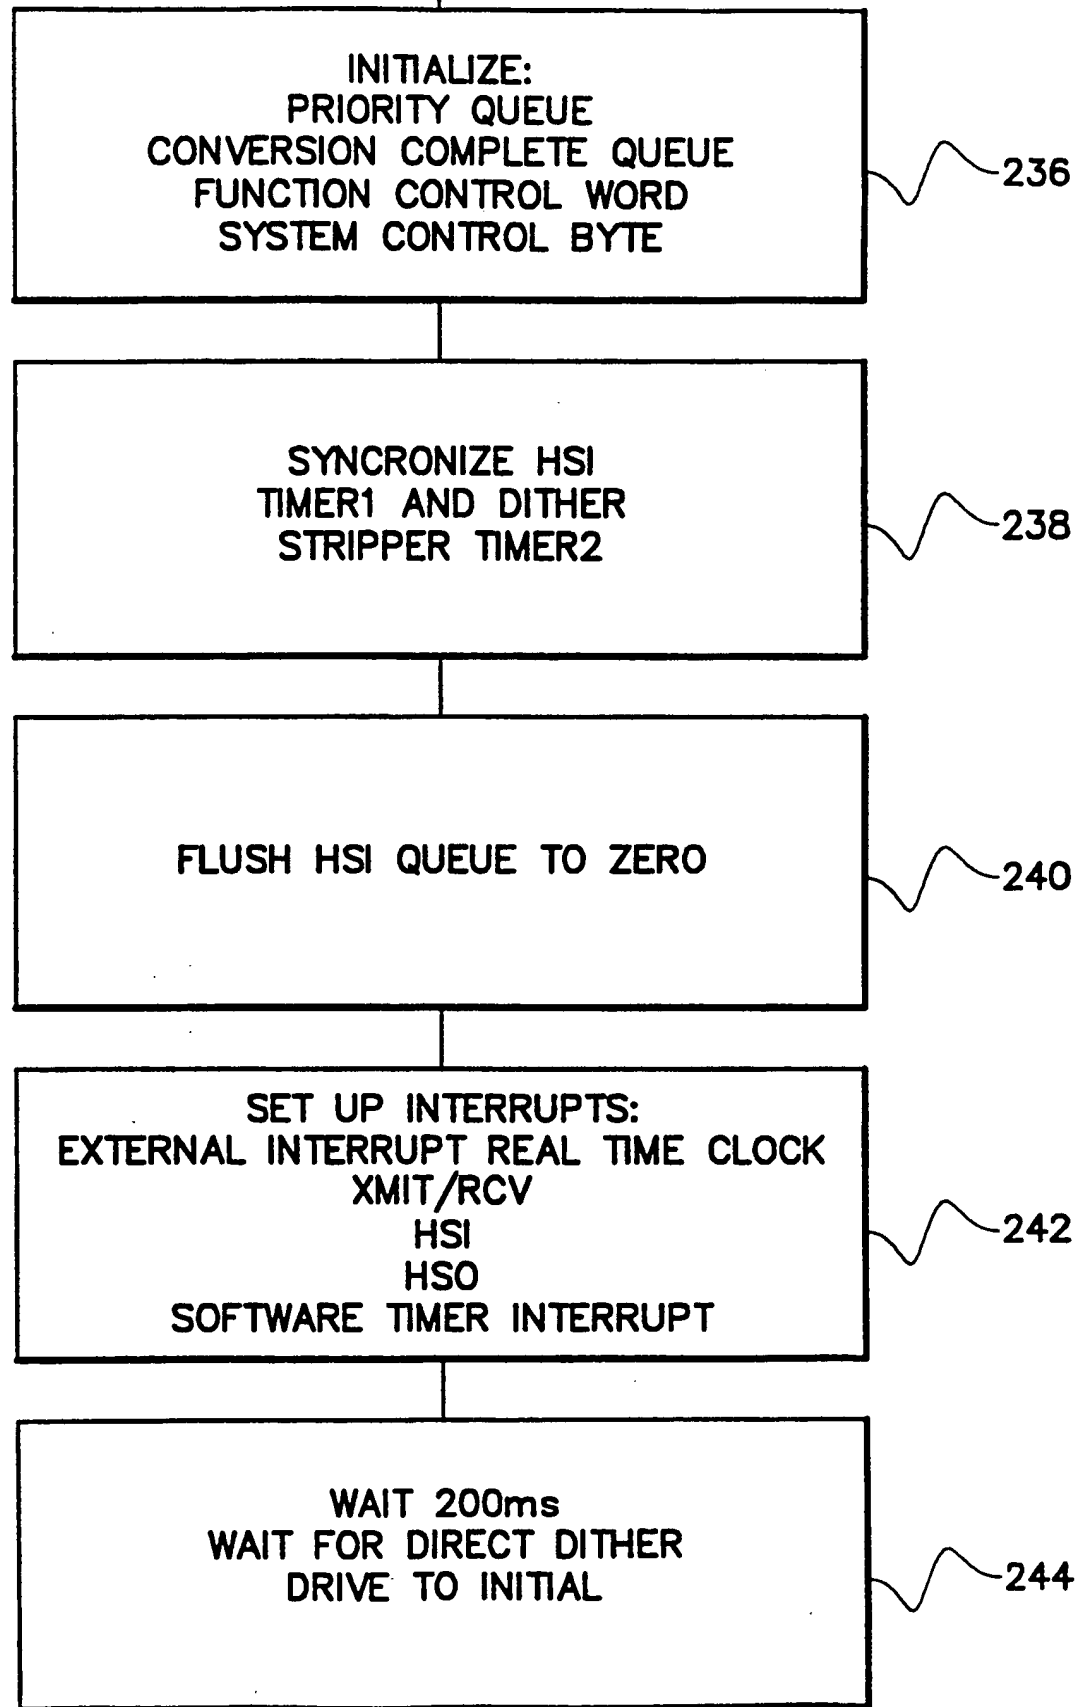 INITIALIZE:
PRIORITY QUEUE
CONVERSION COMPLETE QUEUE
FUNCTION CONTROL WORD
SYSTEM CONTROL BYTE
236
SYNCRONIZE HSI
TIMER1 AND DITHER
STRIPPER TIMER2
238
FLUSH HSI QUEUE TO ZERO
240
SET UP INTERRUPTS:
EXTERNAL INTERRUPT REAL TIME CLOCK
XMIT/RCV
HSI
HSO
SOFTWARE TIMER INTERRUPT
242
WAIT 200ms
WAIT FOR DIRECT DITHER
DRIVE TO INITIAL
244